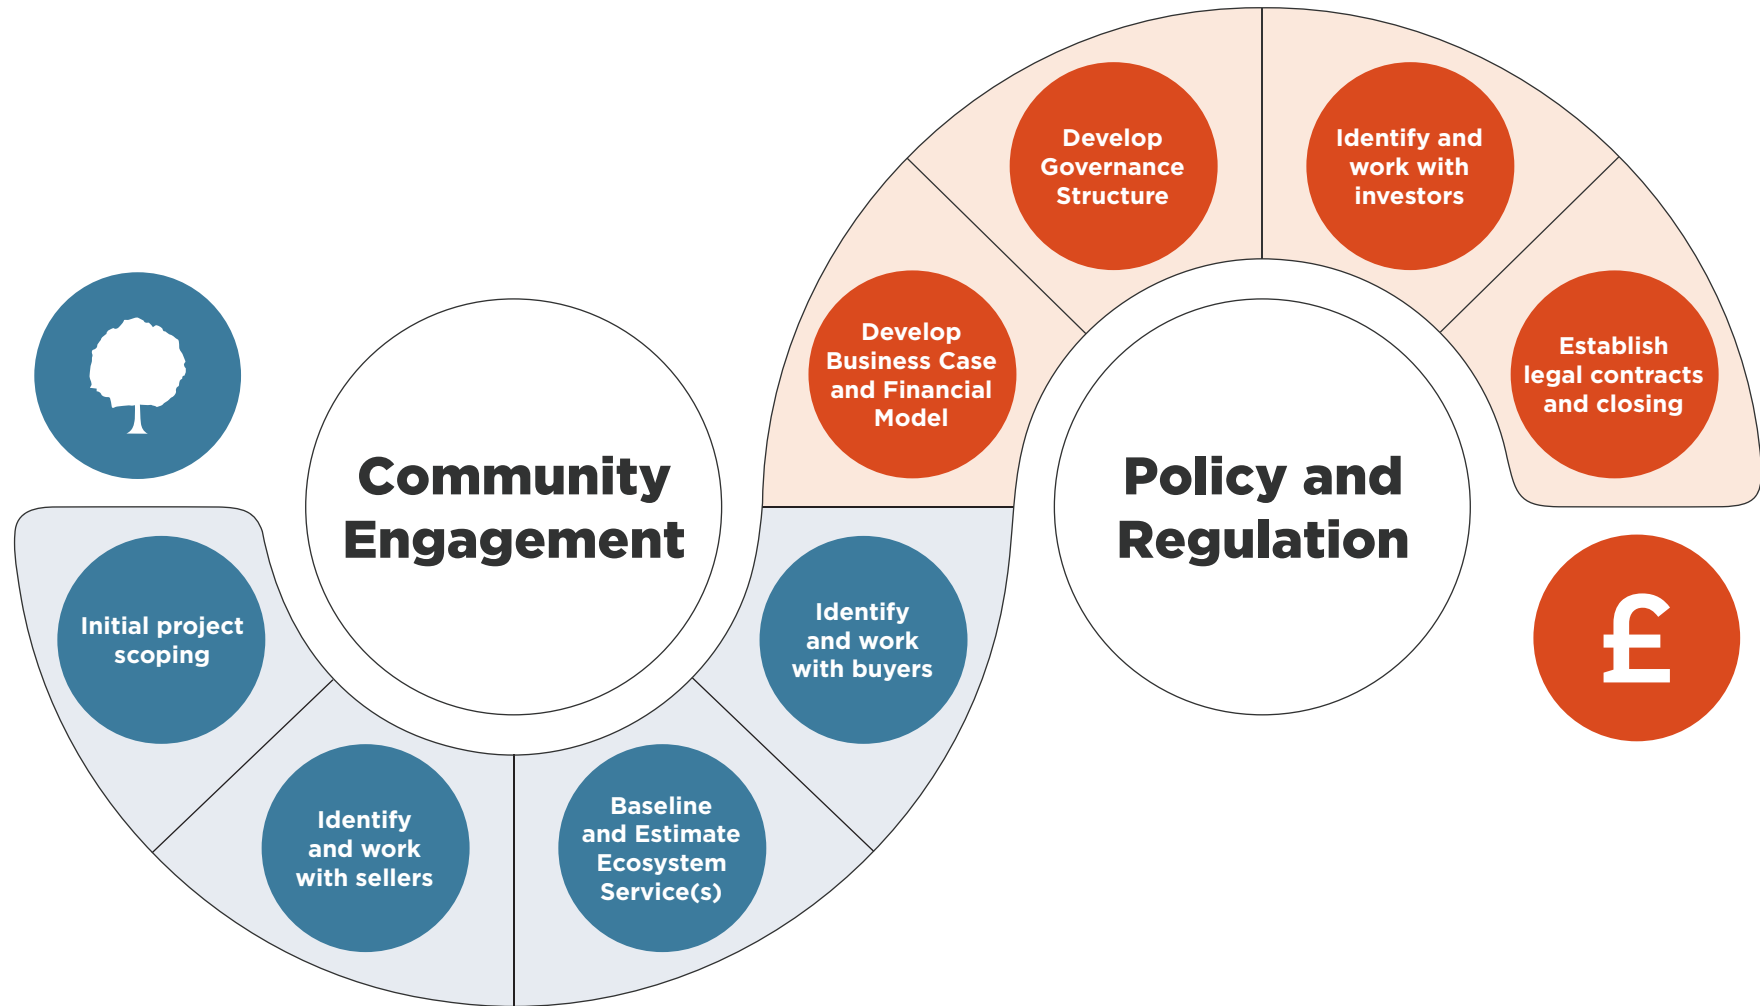 Community
Engagement
Policy and
Regulation
Initial project
scoping
Identify
and work
with sellers
Baseline
and Estimate
Ecosystem
Service(s)
Identify
and work
with buyers
Develop
Business Case
and Financial
Model
Develop
Governance
Structure
Identify and
work with
investors
Establish
legal contracts
and closing
£